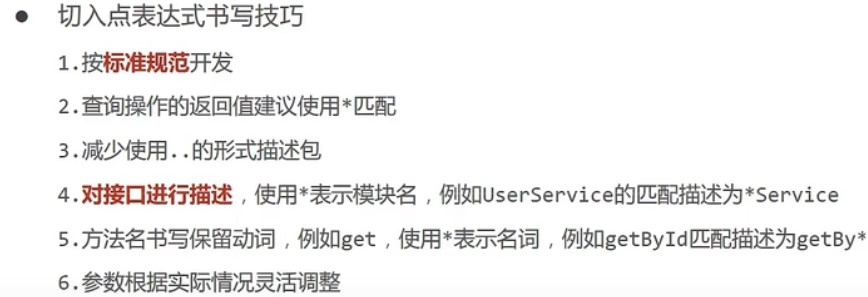 ● 切入点表达式书写技巧
1.按标准规范开发
2.查询操作的返回值建议使用*匹配
3.减少使用..的形式描述包
4.对接口进行描述，使用*表示模块名，例如UserService的匹配描述为*Service
5.方法名书写保留动词，例如get，使用*表示名词，例如getById匹配描述为getBy*
6.参数根据实际情况灵活调整